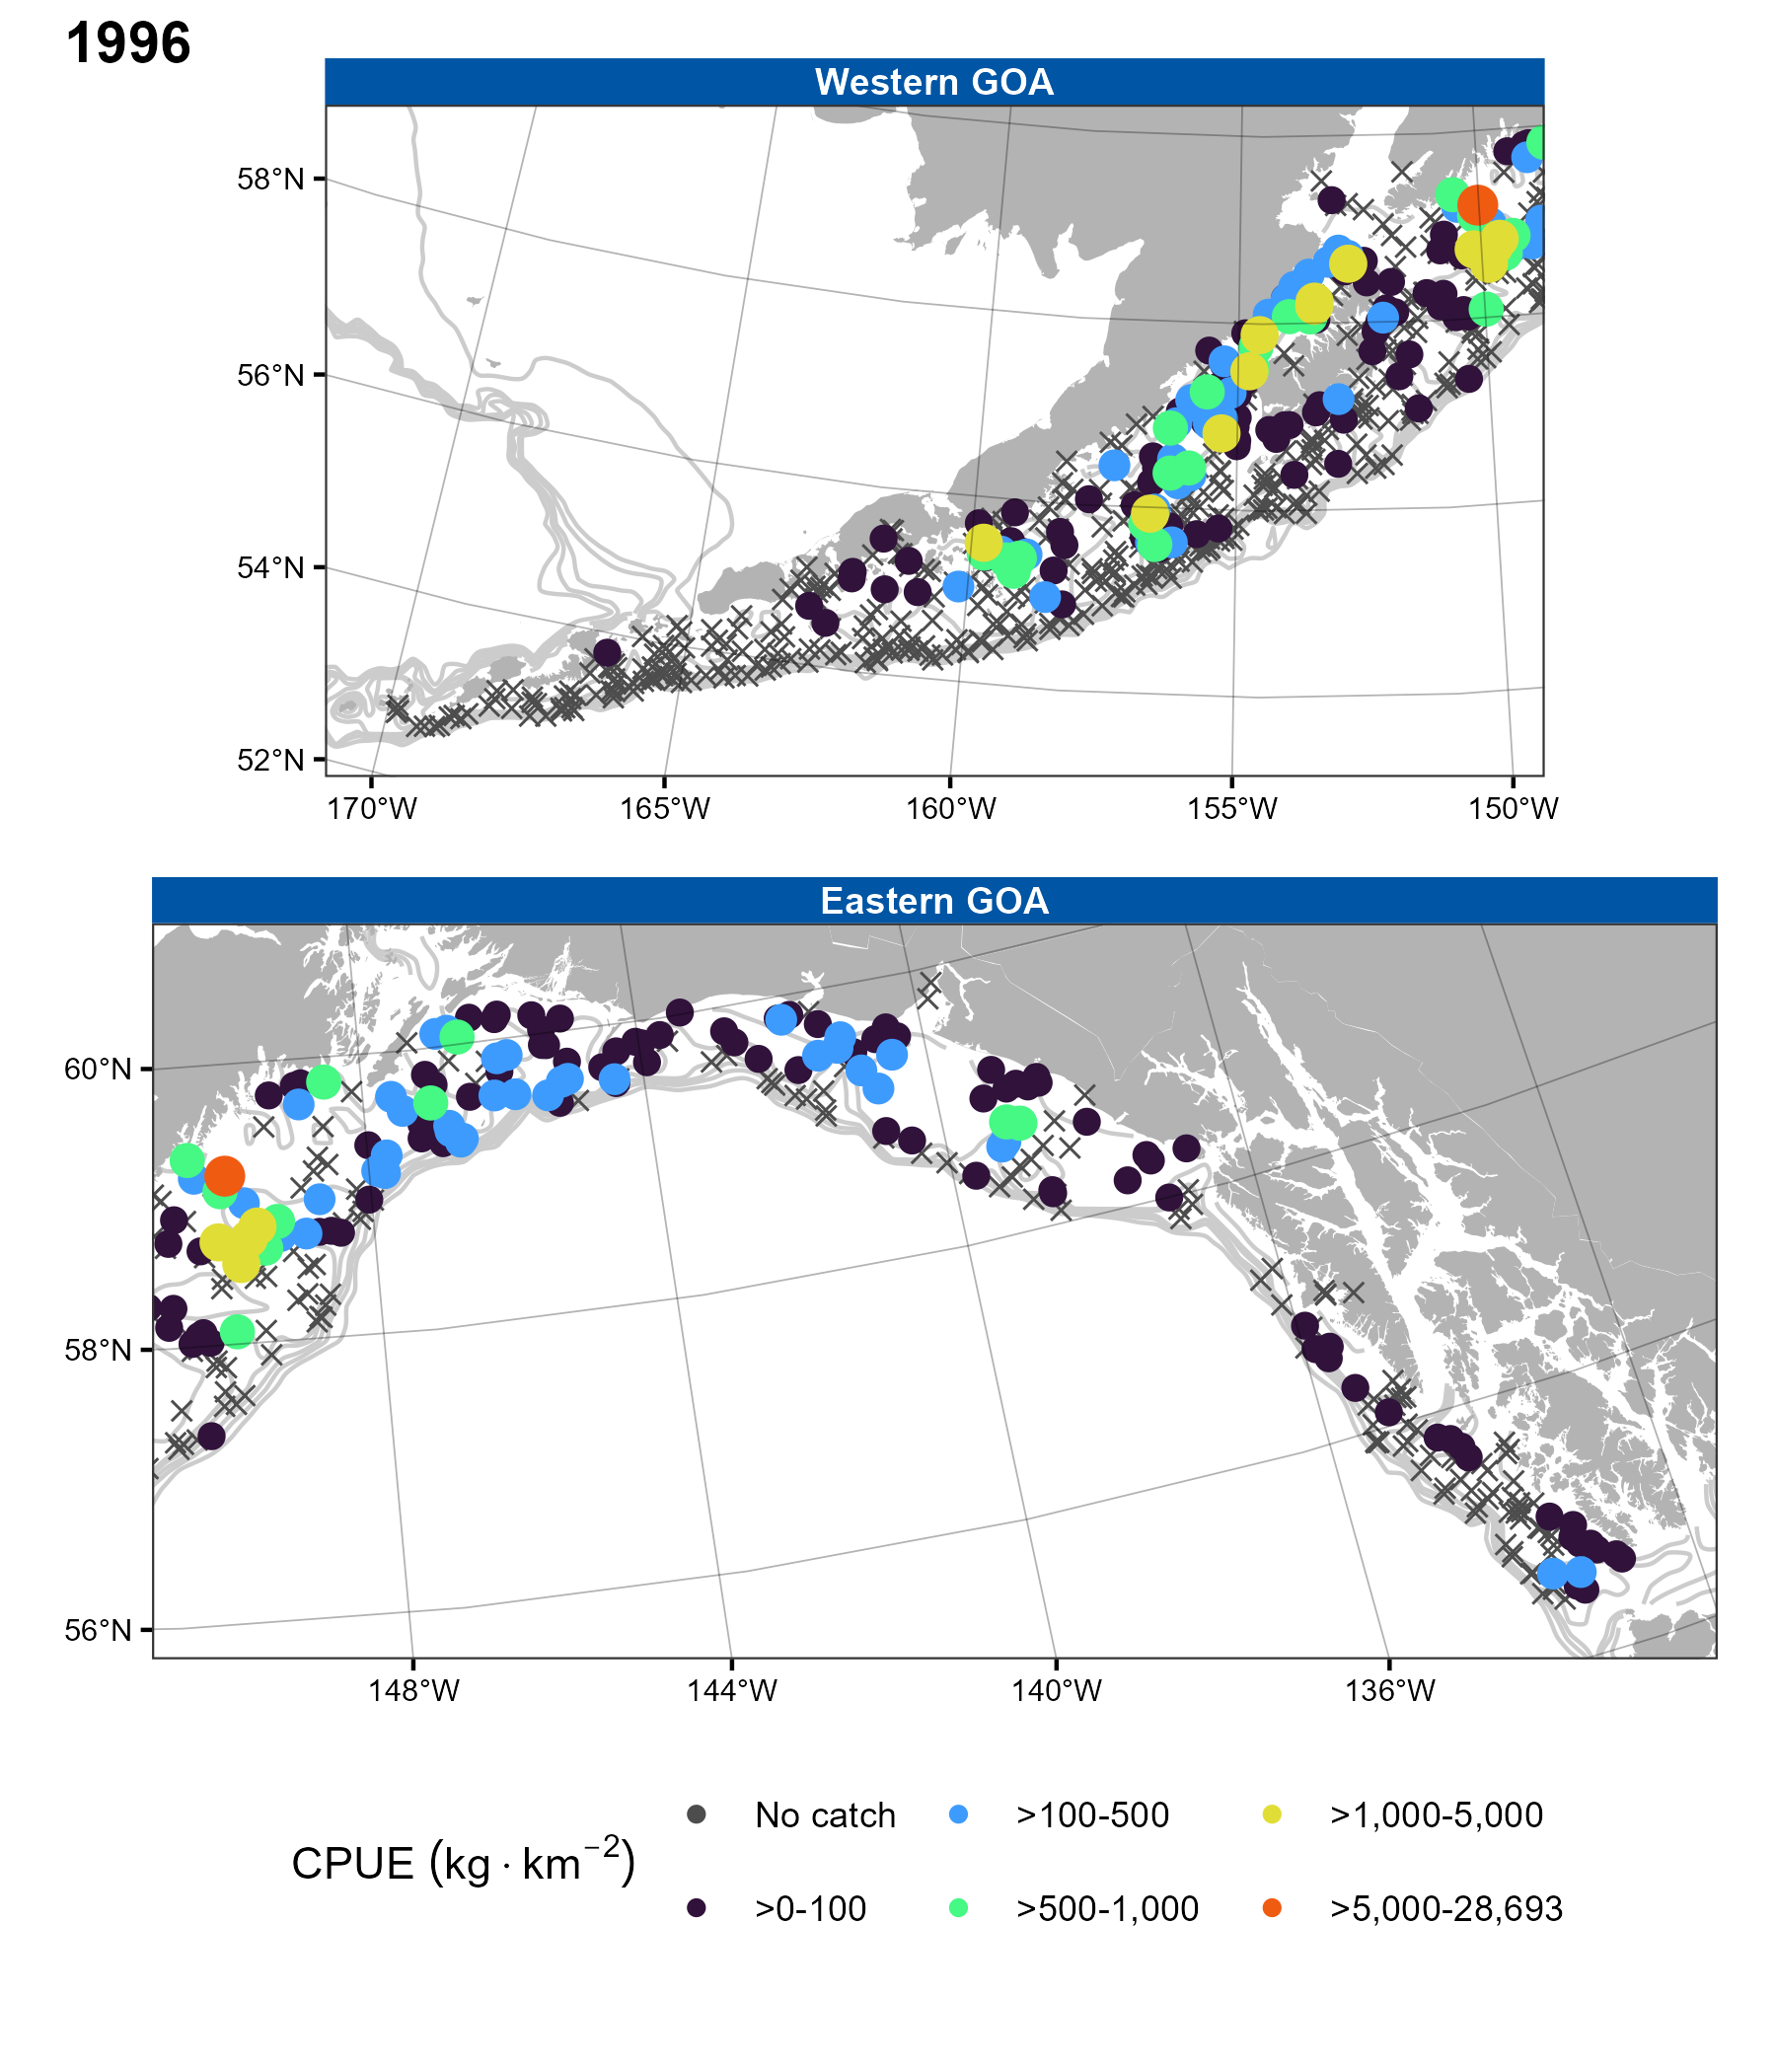 1996
Western GOA
58°N
56°N
54°N
52°N
170°W 165°W 160°W 155°W 150°W
Eastern GOA
60°N
58°N
56°N
148°W 144°W 140°W 136°W
CPUE (kg · km⁻²)
No catch >100-500 >1,000-5,000
>0-100 >500-1,000 >5,000-28,693